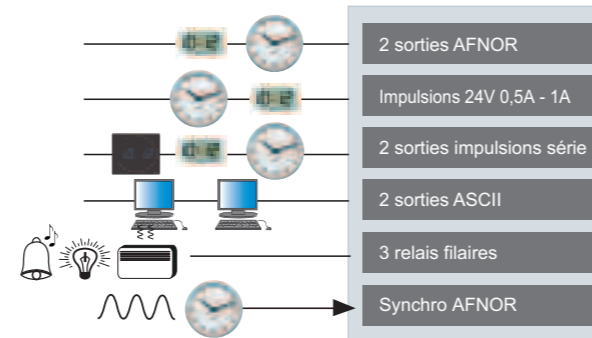 2 sorties AFNOR
Impulsions 24V 0,5A - 1A
2 sorties impulsions série
2 sorties ASCII
3 relais filaires
Synchro AFNOR